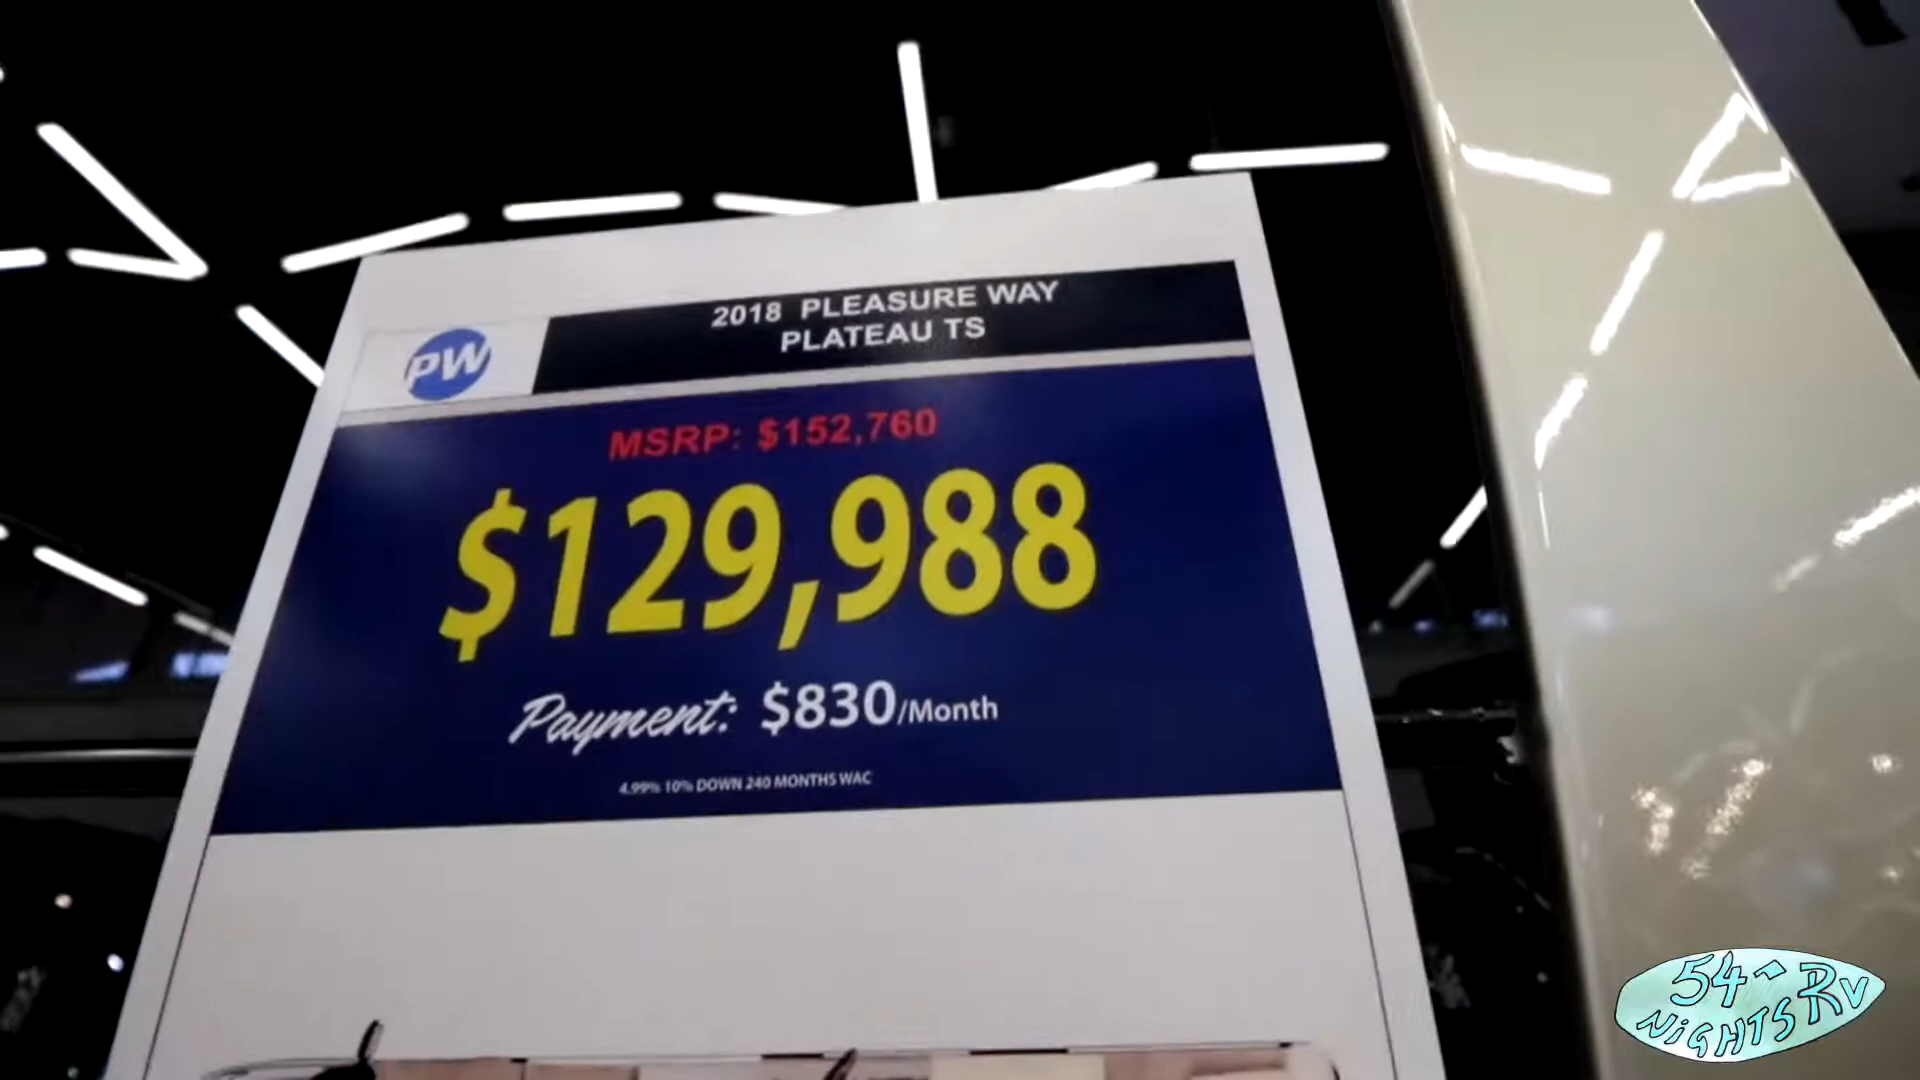 2018 PLEASURE WAY
PLATEAU TS
PW
MSRP: $152,760
$129,988
Payment: $830/Month
4.99% 10% DOWN 240 MONTHS WAC
54
NiGHTS RV